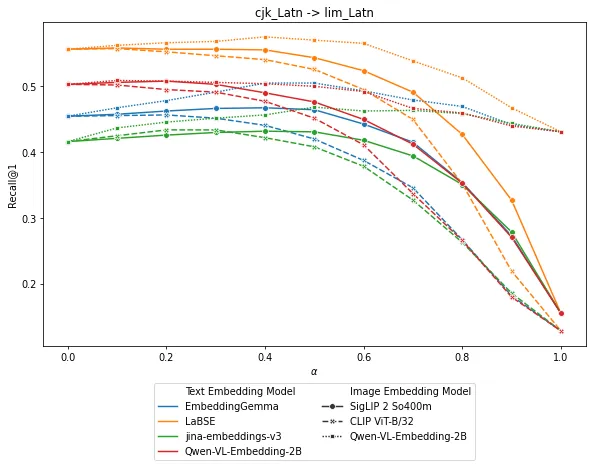 cjk_Latn -> lim_Latn
Recall@1
0.5
0.4
0.3
0.2
0.0 0.2 0.4 0.6 0.8 1.0
α
Text Embedding Model
EmbeddingGemma
LaBSE
jina-embeddings-v3
Qwen-VL-Embedding-2B
Image Embedding Model
SigLIP 2 So400m
CLIP ViT-B/32
Qwen-VL-Embedding-2B